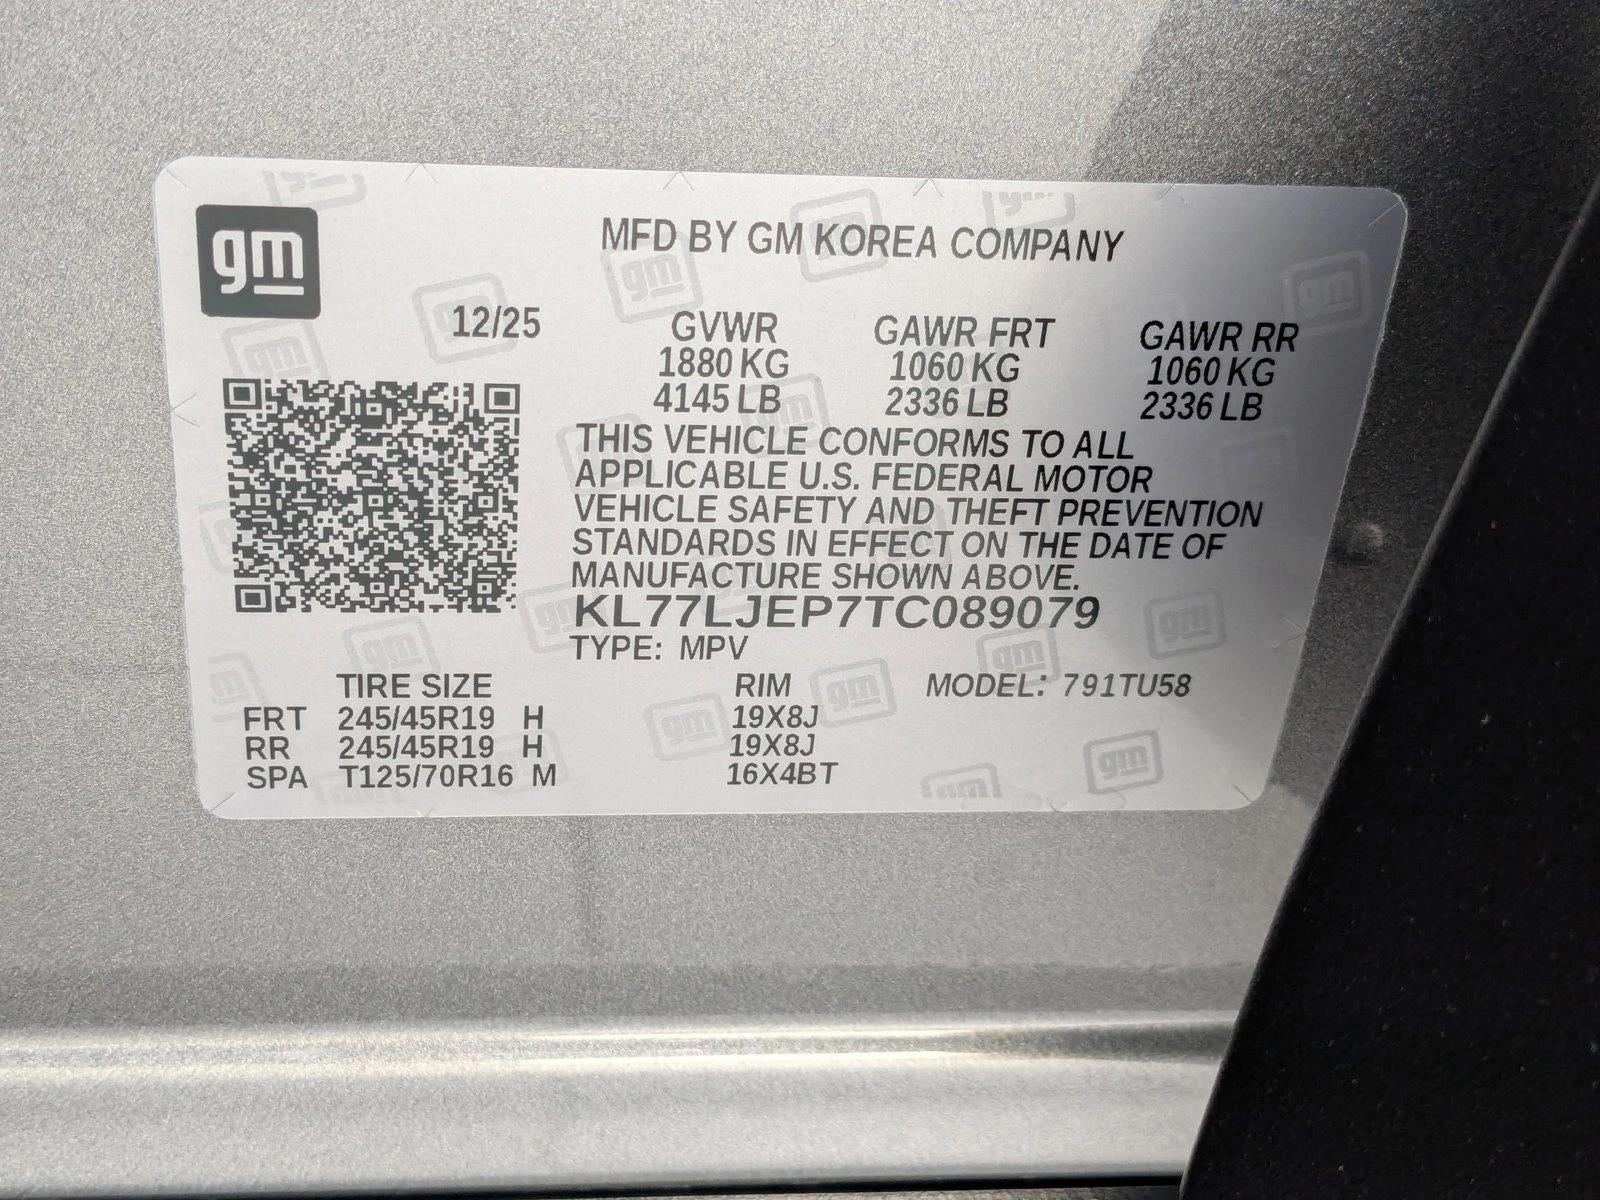 gm
MFD BY GM KOREA COMPANY
12/25 GVWR GAWR FRT GAWR RR
1880 KG 1060 KG 1060 KG
4145 LB 2336 LB 2336 LB
THIS VEHICLE CONFORMS TO ALL
APPLICABLE U.S. FEDERAL MOTOR
VEHICLE SAFETY AND THEFT PREVENTION
STANDARDS IN EFFECT ON THE DATE OF
MANUFACTURE SHOWN ABOVE.
KL77LJEP7TC089079
TYPE: MPV
TIRE SIZE RIM MODEL: 791TU58
FRT 245/45R19 H 19X8J
RR 245/45R19 H 19X8J
SPA T125/70R16 M 16X4BT